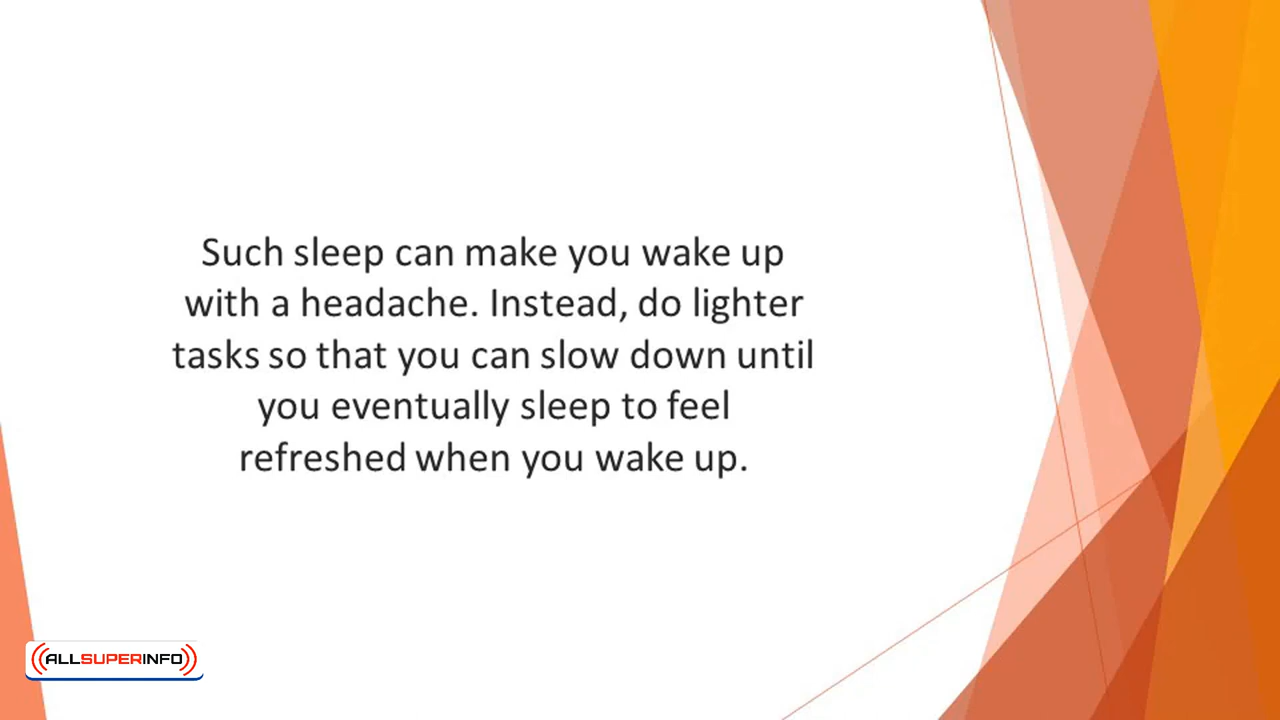 Such sleep can make you wake up
with a headache. Instead, do lighter
tasks so that you can slow down until
you eventually sleep to feel
refreshed when you wake up.
ALLSUPERINFO